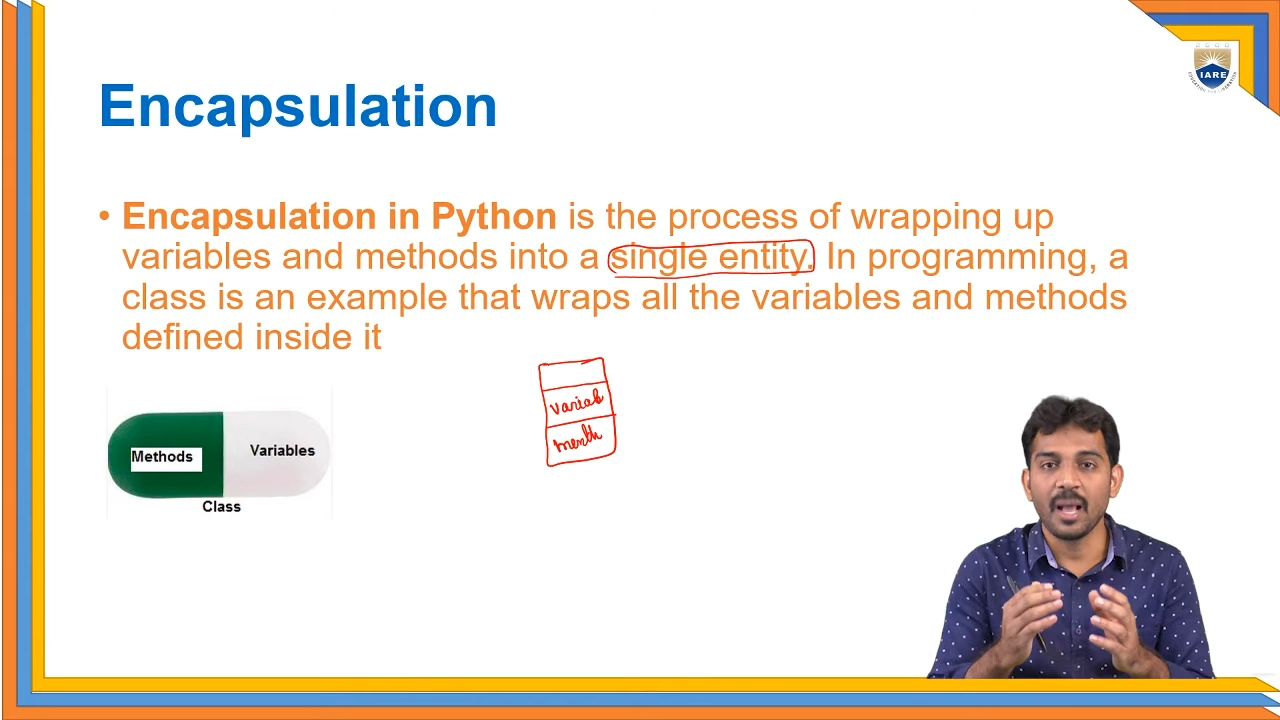 IARE
Encapsulation
• Encapsulation in Python is the process of wrapping up
variables and methods into a single entity. In programming, a
class is an example that wraps all the variables and methods
defined inside it
variab
Methods
Variables
Class